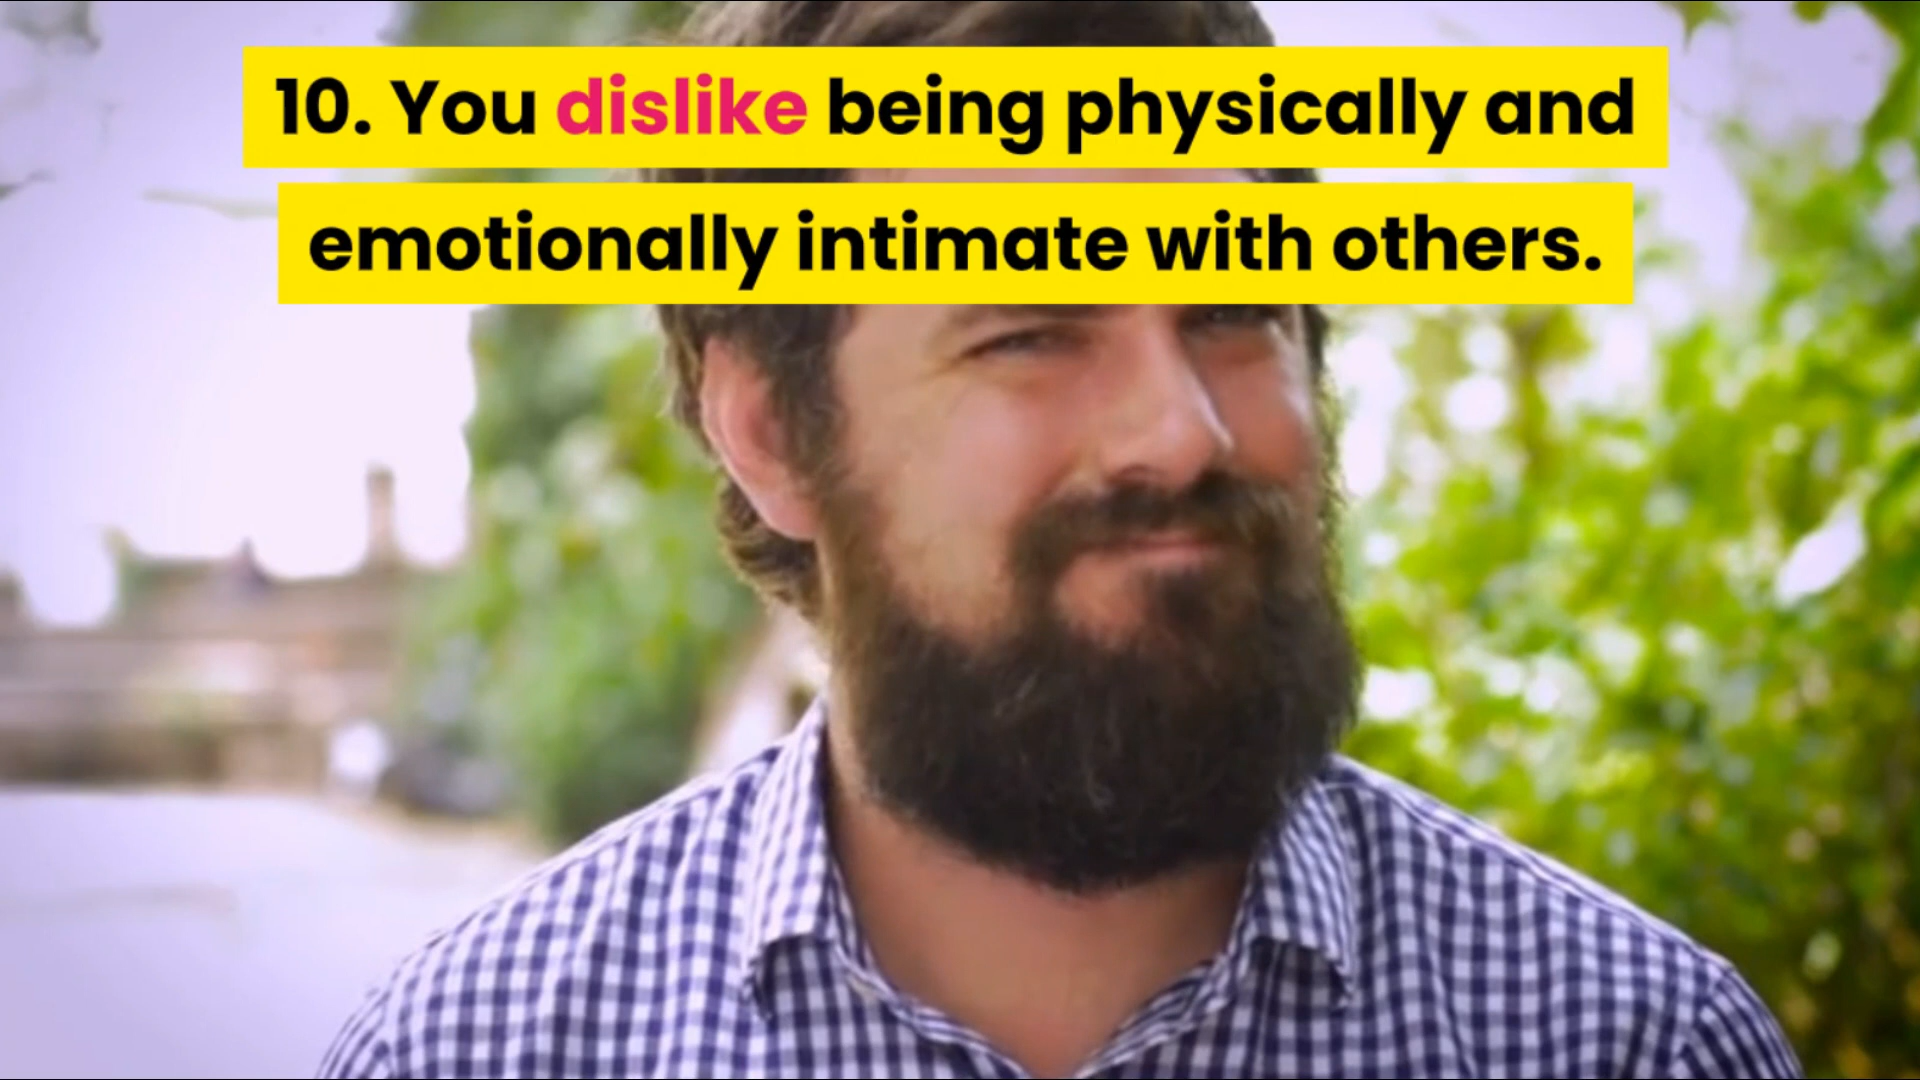 10. You dislike being physically and
emotionally intimate with others.